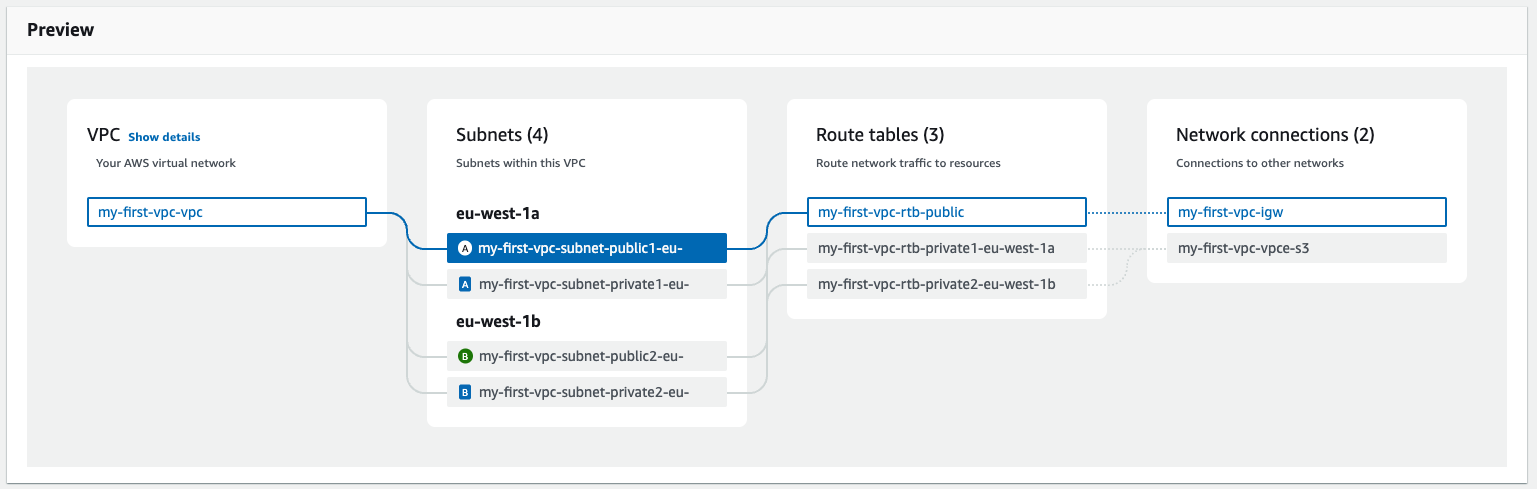 Preview
VPC Show details
Your AWS virtual network
my-first-vpc-vpc
Subnets (4)
Subnets within this VPC
eu-west-1a
A my-first-vpc-subnet-public1-eu-
A my-first-vpc-subnet-private1-eu-
eu-west-1b
B my-first-vpc-subnet-public2-eu-
B my-first-vpc-subnet-private2-eu-
Route tables (3)
Route network traffic to resources
my-first-vpc-rtb-public
my-first-vpc-rtb-private1-eu-west-1a
my-first-vpc-rtb-private2-eu-west-1b
Network connections (2)
Connections to other networks
my-first-vpc-igw
my-first-vpc-vpce-s3